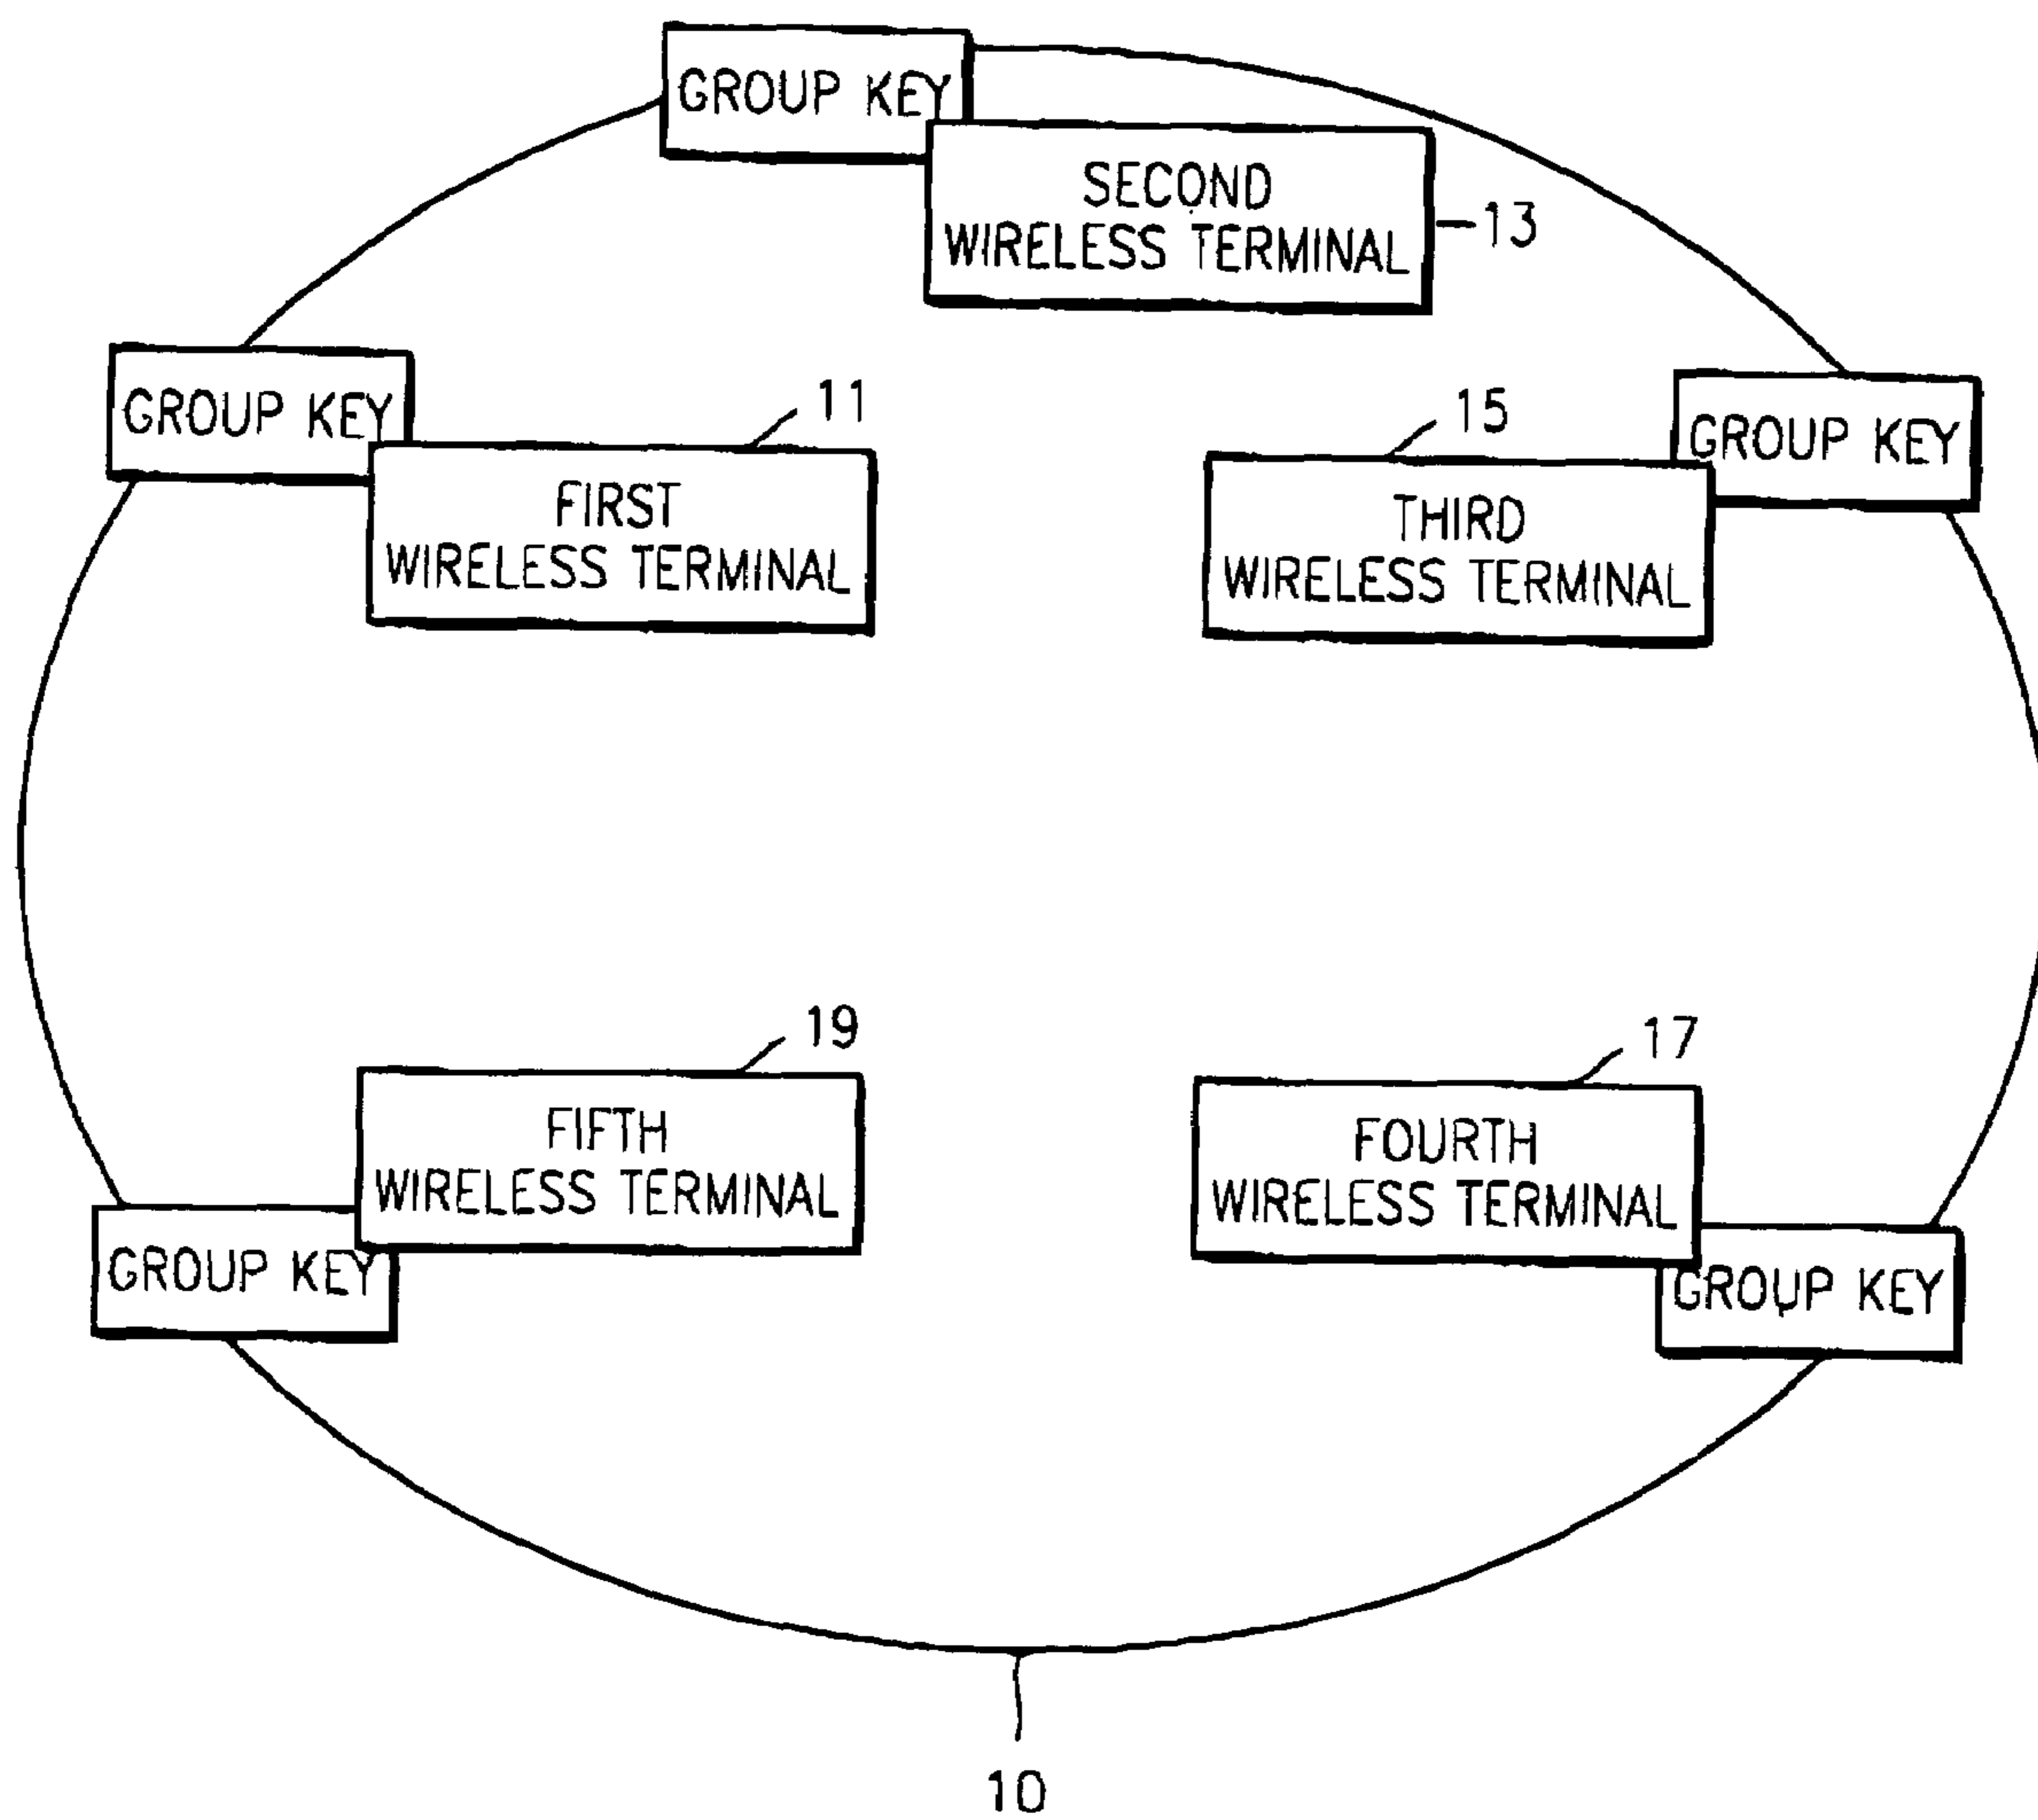 GROUP KEY
SECOND
WIRELESS TERMINAL
13
GROUP KEY
11
FIRST
WIRELESS TERMINAL
15
GROUP KEY
THIRD
WIRELESS TERMINAL
19
FIFTH
WIRELESS TERMINAL
GROUP KEY
17
FOURTH
WIRELESS TERMINAL
GROUP KEY
10